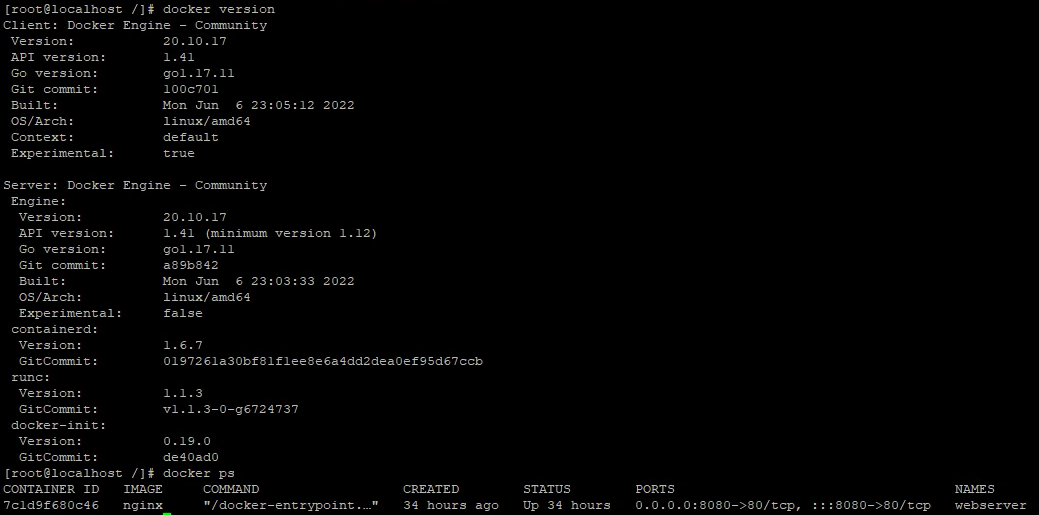 [root@localhost /]# docker version
Client: Docker Engine - Community
 Version:           20.10.17
 API version:       1.41
 Go version:        go1.17.11
 Git commit:        100c701
 Built:             Mon Jun  6 23:05:12 2022
 OS/Arch:           linux/amd64
 Context:           default
 Experimental:      true

Server: Docker Engine - Community
 Engine:
  Version:          20.10.17
  API version:      1.41 (minimum version 1.12)
  Go version:       go1.17.11
  Git commit:       a89b842
  Built:            Mon Jun  6 23:03:33 2022
  OS/Arch:          linux/amd64
  Experimental:     false
 containerd:
  Version:          1.6.7
  GitCommit:        0197261a30bf81f1ee8e6a4dd2dea0ef95d67ccb
 runc:
  Version:          1.1.3
  GitCommit:        v1.1.3-0-g6724737
 docker-init:
  Version:          0.19.0
  GitCommit:        de40ad0
[root@localhost /]# docker ps
CONTAINER ID   IMAGE     COMMAND                  CREATED        STATUS        PORTS                                   NAMES
7c1d9f680c46   nginx     "/docker-entrypoint.…"   34 hours ago   Up 34 hours   0.0.0.0:8080->80/tcp, :::8080->80/tcp   webserver